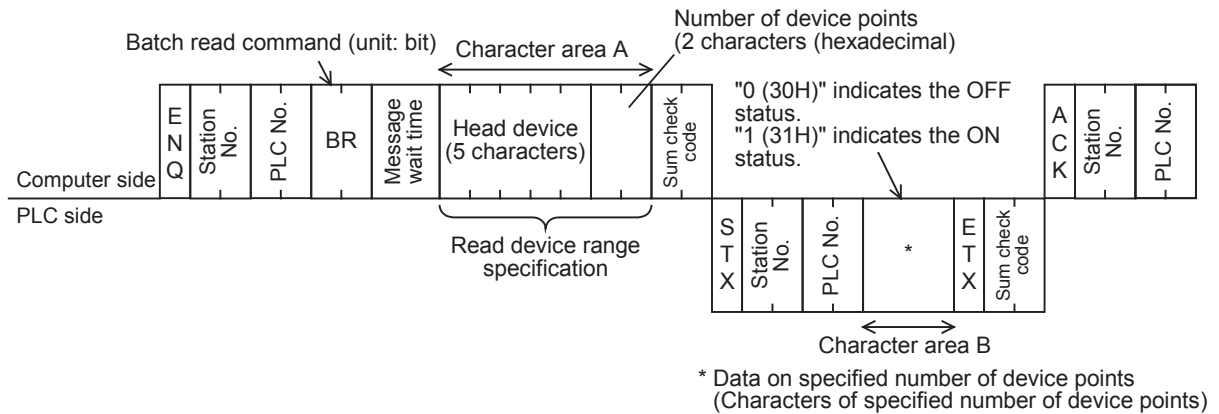 Number of device points
(2 characters (hexadecimal)
Batch read command (unit: bit)
Character area A
"0 (30H)" indicates the OFF
status.
"1 (31H)" indicates the ON
status.
ENQ
Station
No.
PLC No.
BR
Message
wait time
Head device
(5 characters)
Sum check
code
ACK
Station
No.
PLC No.
Computer side
PLC side
Read device range
specification
STX
Station
No.
PLC No.
*
ETX
Sum check
code
Character area B
* Data on specified number of device points
(Characters of specified number of device points)